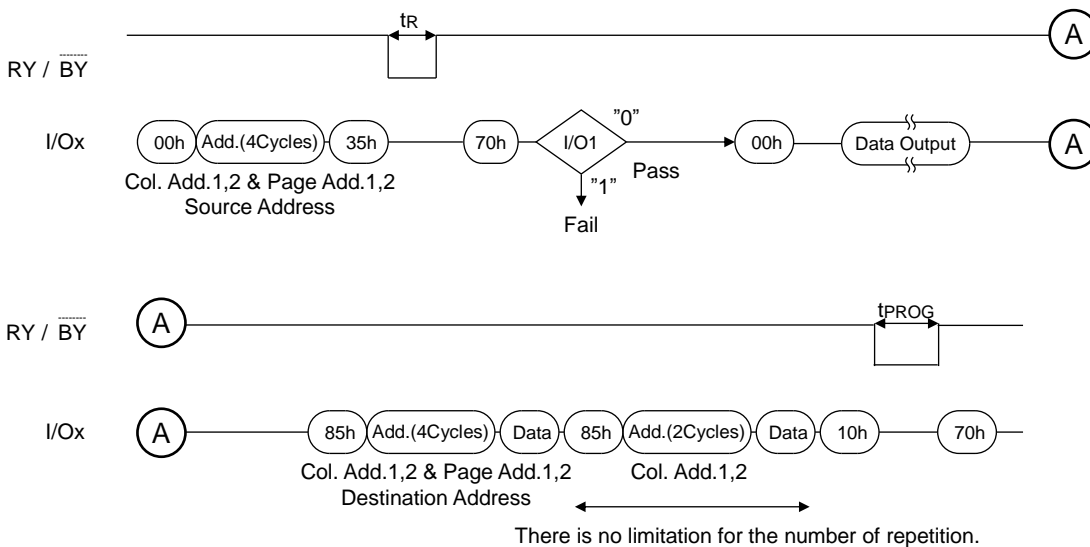 tR
A
RY / BY
I/Ox
00h Add.(4Cycles) 35h 70h I/O1 "0" 00h Data Output A
Pass
Col. Add.1,2 & Page Add.1,2
Source Address
"1"
Fail
A
tPROG
RY / BY
I/Ox
A 85h Add.(4Cycles) Data 85h Add.(2Cycles) Data 10h 70h
Col. Add.1,2 & Page Add.1,2 Col. Add.1,2
Destination Address
There is no limitation for the number of repetition.